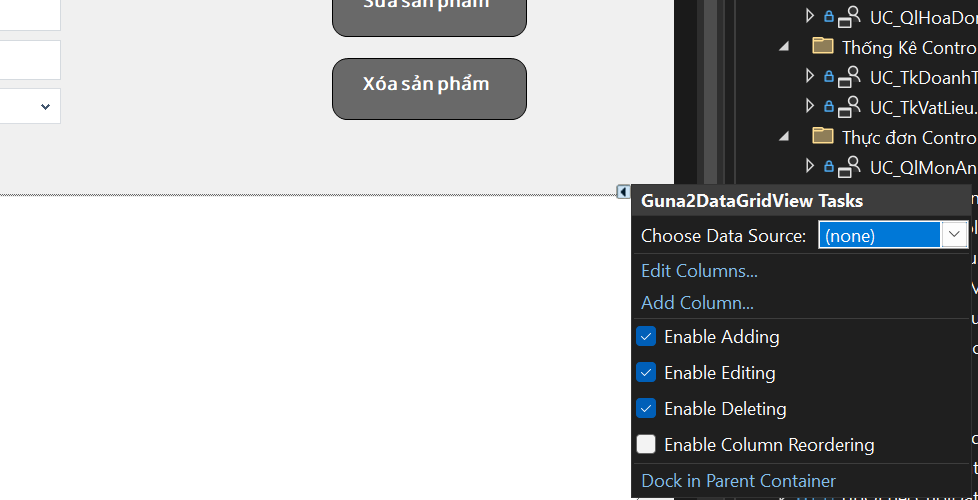 Sửa sản phẩm
Xóa sản phẩm
UC_QlHoaDon
Thống Kê Contro
UC_TkDoanhT
UC_TkVatLieu.
Thực đơn Contro
UC_QlMonAn
Guna2DataGridView Tasks
Choose Data Source: (none)
Edit Columns...
Add Column...
Enable Adding
Enable Editing
Enable Deleting
Enable Column Reordering
Dock in Parent Container